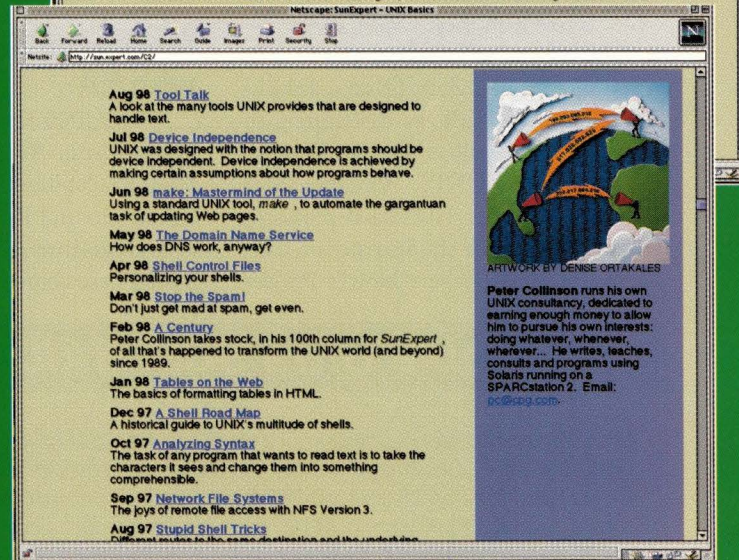 Netscape: SunExpert - UNIX Basics
Back Forward Reload Home Search Guide Images Print Security Stop
N
Netsite: http://sun.expert.com/C2/
Aug 98 Tool Talk
A look at the many tools UNIX provides that are designed to
handle text.
Jul 98 Device Independence
UNIX was designed with the notion that programs should be
device independent. Device Independence is achieved by
making certain assumptions about how programs behave.
Jun 98 make: Mastermind of the Update
Using a standard UNIX tool, make , to automate the gargantuan
task of updating Web pages.
May 98 The Domain Name Service
How does DNS work, anyway?
Apr 98 Shell Control Files
Personalizing your shells.
Mar 98 Stop the Spam!
Don't just get mad at spam, get even.
Feb 98 A Century
Peter Collinson takes stock, in his 100th column for SunExpert ,
of all that's happened to transform the UNIX world (and beyond)
since 1989.
Jan 98 Tables on the Web
The basics of formatting tables in HTML.
Dec 97 A Shell Road Map
A historical guide to UNIX's multitude of shells.
Oct 97 Analyzing Syntax
The task of any program that wants to read text is to take the
characters it sees and change them into something
comprehensible.
Sep 97 Network File Systems
The joys of remote file access with NFS Version 3.
Aug 97 Stupid Shell Tricks
Different routes to the same destination and the underlying
ARTWORK BY DENISE ORTAKALES
Peter Collinson runs his own
UNIX consultancy, dedicated to
earning enough money to allow
him to pursue his own interests:
doing whatever, whenever,
wherever... He writes, teaches,
consults and programs using
Solaris running on a
SPARCstation 2. Email:
pc@cpg.com.